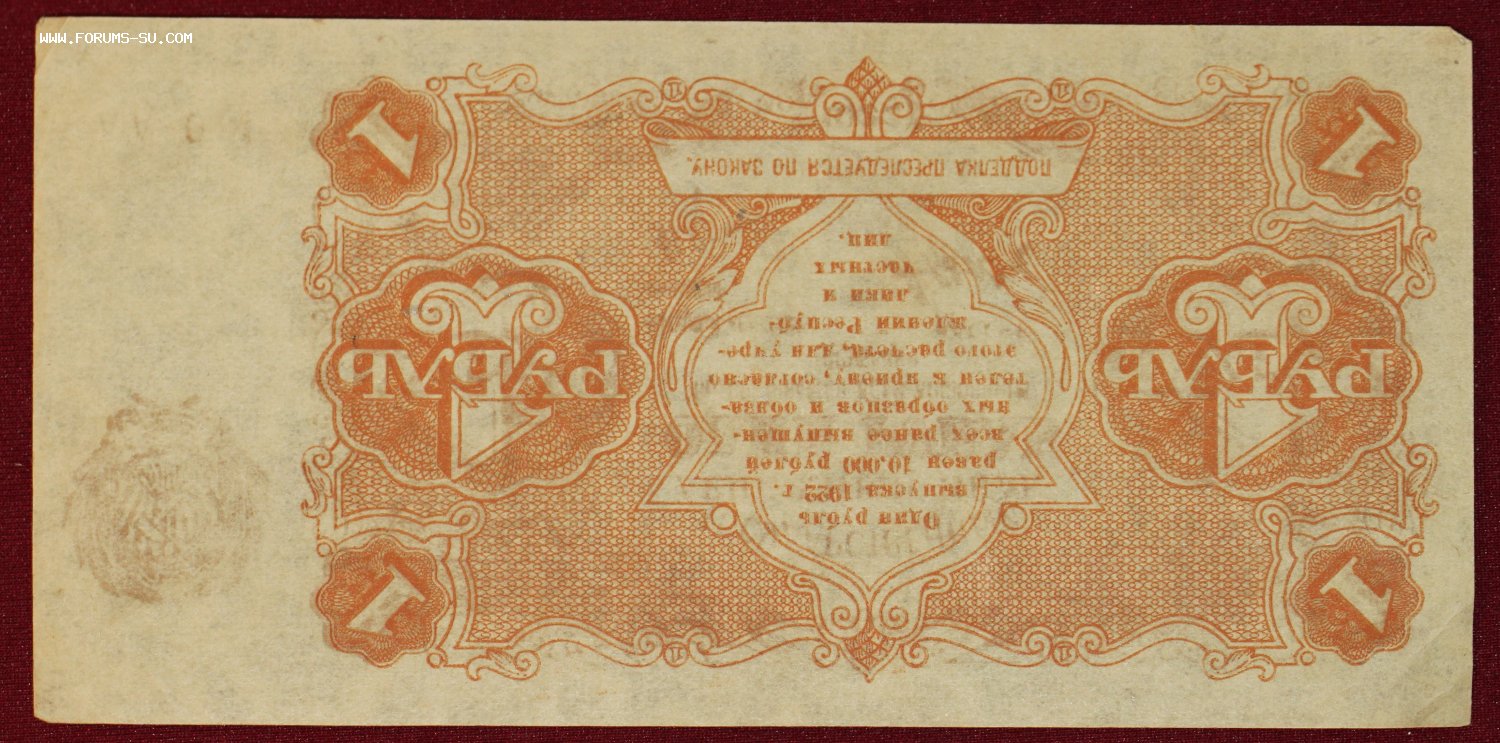 WWW.FORUMS-SU.COM
1 1
Один рубль
выпуска 1922 г.
равен 10.000 рублей
всех ранее выпущен-
ных образцов и обяза-
телен к приему, согласно
этого расчета, для учре-
ждений Респуб-
лики и
частных
лиц.
1 РУБЛЬ
1 РУБЛЬ
ПОДДЕЛКА ПРЕСЛЕДУЕТСЯ ПО ЗАКОНУ.
1 1